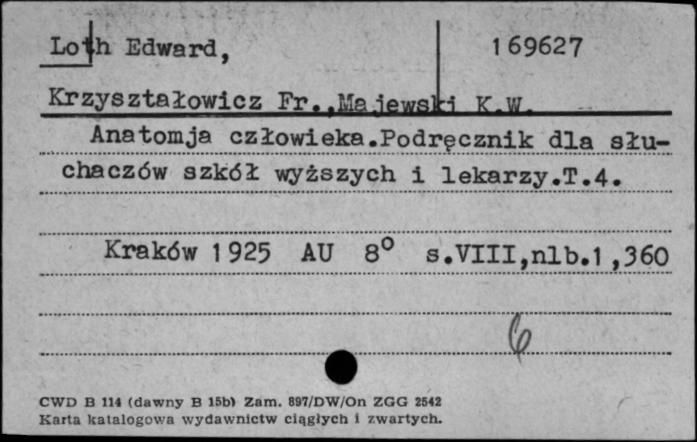 Loth Edward, 169627
Krzyształowicz Fr.,Majewski K.W.
Anatomja człowieka.Podręcznik dla słu-
chaczów szkół wyższych i lekarzy.T.4.
Kraków 1925 AU 8° s.VIII,nlb.1,360
6
CWD B 114 (dawny B 15b) Zam. 897/DW/On ZGG 2542
Karta katalogowa wydawnictw ciągłych i zwartych.